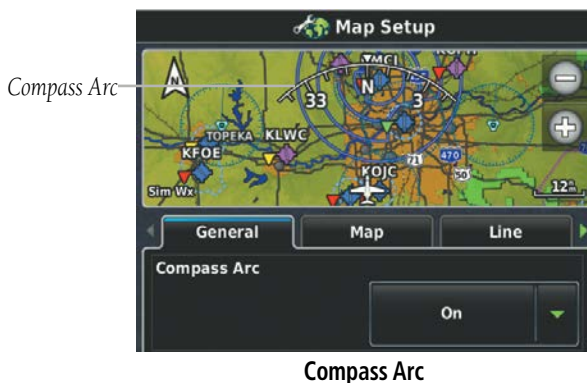 Map Setup
Compass Arc
MCI
N
33
3
TOPEKA
KLWC
KFOE
KOJC
71
470
50
Sim Wx
12
General
Map
Line
Compass Arc
On
Compass Arc